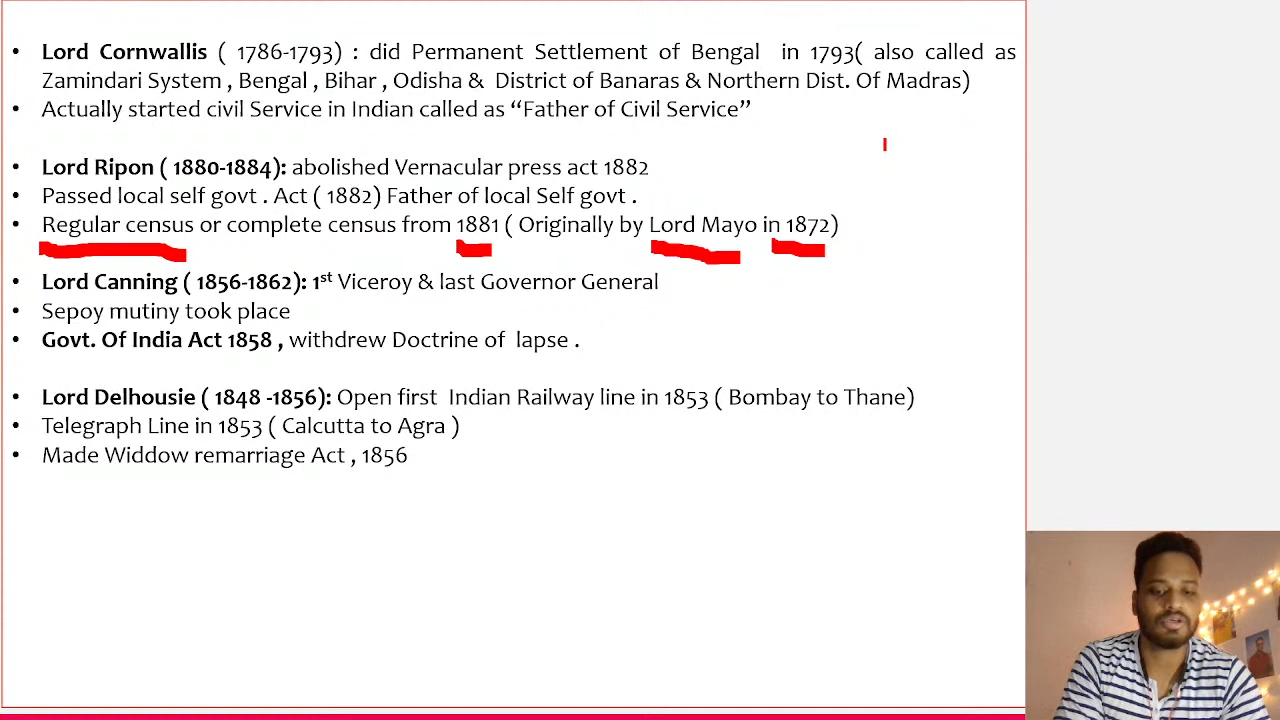 • Lord Cornwallis ( 1786-1793) : did Permanent Settlement of Bengal in 1793( also called as
Zamindari System , Bengal , Bihar , Odisha & District of Banaras & Northern Dist. Of Madras)
• Actually started civil Service in Indian called as “Father of Civil Service”
• Lord Ripon ( 1880-1884): abolished Vernacular press act 1882
• Passed local self govt . Act ( 1882) Father of local Self govt .
• Regular census or complete census from 1881 ( Originally by Lord Mayo in 1872)
• Lord Canning ( 1856-1862): 1st Viceroy & last Governor General
• Sepoy mutiny took place
• Govt. Of India Act 1858 , withdrew Doctrine of lapse .
• Lord Delhousie ( 1848 -1856): Open first Indian Railway line in 1853 ( Bombay to Thane)
• Telegraph Line in 1853 ( Calcutta to Agra )
• Made Widdow remarriage Act , 1856